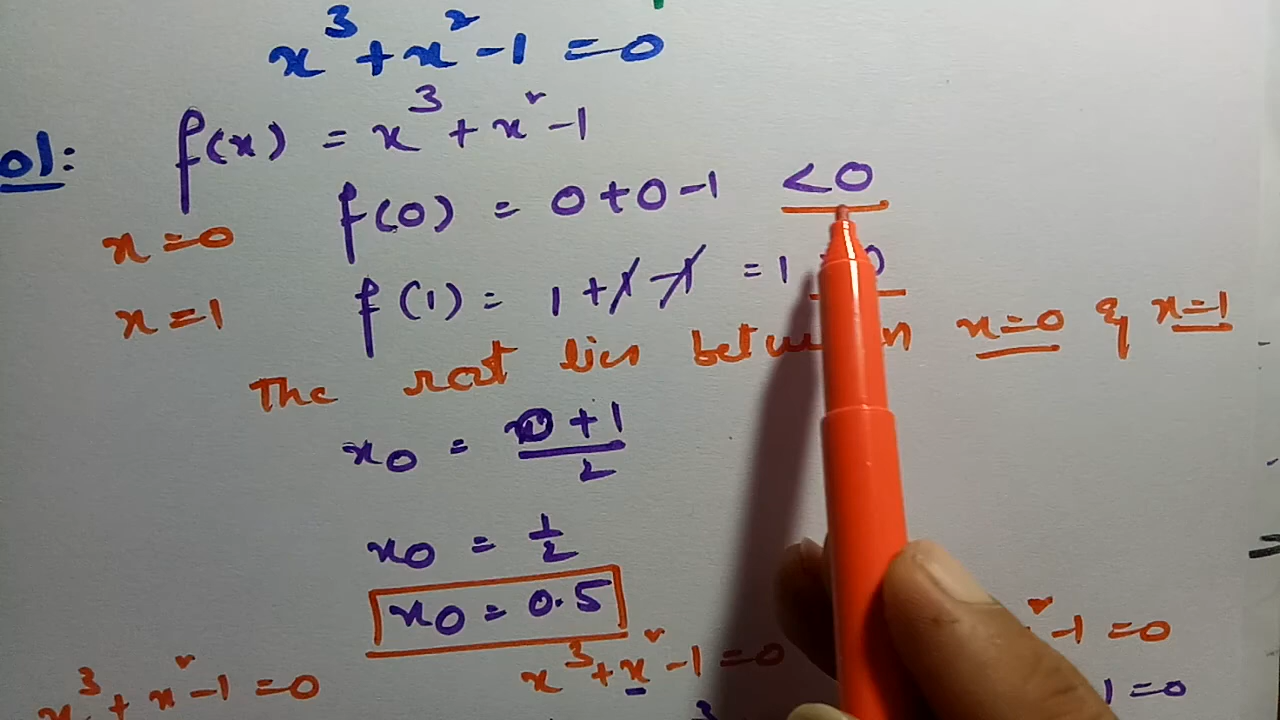 x³ + x² - 1 = 0
ol:
f(x) = x³ + x² - 1
x = 0
f(0) = 0 + 0 - 1 < 0
x = 1
f(1) = 1 + 1 - 1 = 1 0
The root lies between x = 0 & x = 1
x0 = 0 + 1 / 2
x0 = 1/2
x0 = 0.5
x³ + x² - 1 = 0
x³ + x² - 1 = 0
² - 1 = 0
1 = 0